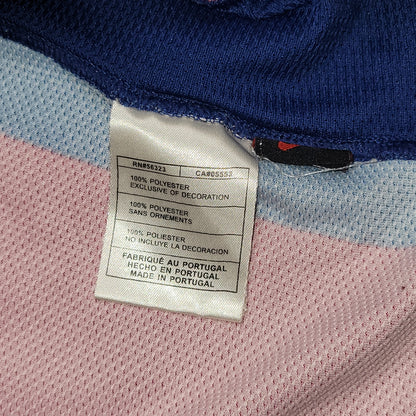 RN#56323 CA#05553
100% POLYESTER
EXCLUSIVE OF DECORATION
100% POLYESTER
SANS ORNEMENTS
100% POLIESTER
NO INCLUYE LA DECORACION
FABRIQUÉ AU PORTUGAL
HECHO EN PORTUGAL
MADE IN PORTUGAL